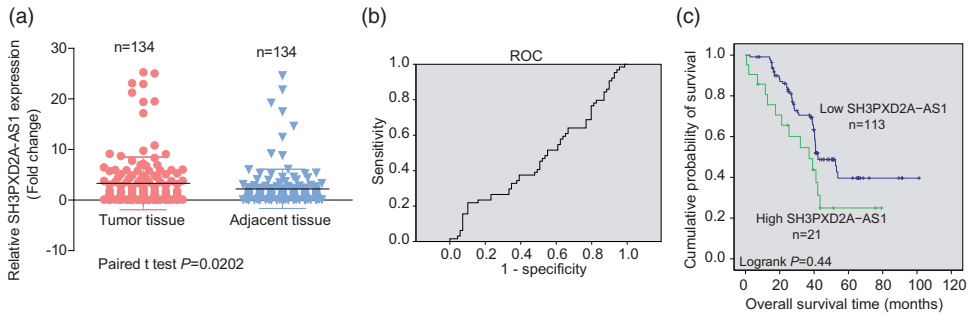 (a)
Relative SH3PXD2A-AS1 expression
(Fold change)
30
20
10
0
-10
n=134
n=134
Tumor tissue
Adjacent tissue
Paired t test P=0.0202
(b)
ROC
Sensitivity
1.0
0.8
0.6
0.4
0.2
0.0
0.0 0.2 0.4 0.6 0.8 1.0
1 - specificity
(c)
Cumulative probability of survival
1.0
0.8
0.6
0.4
0.2
0.0
Low SH3PXD2A-AS1
n=113
High SH3PXD2A-AS1
n=21
Logrank P=0.44
0 20 40 60 80 100 120
Overall survival time (months)